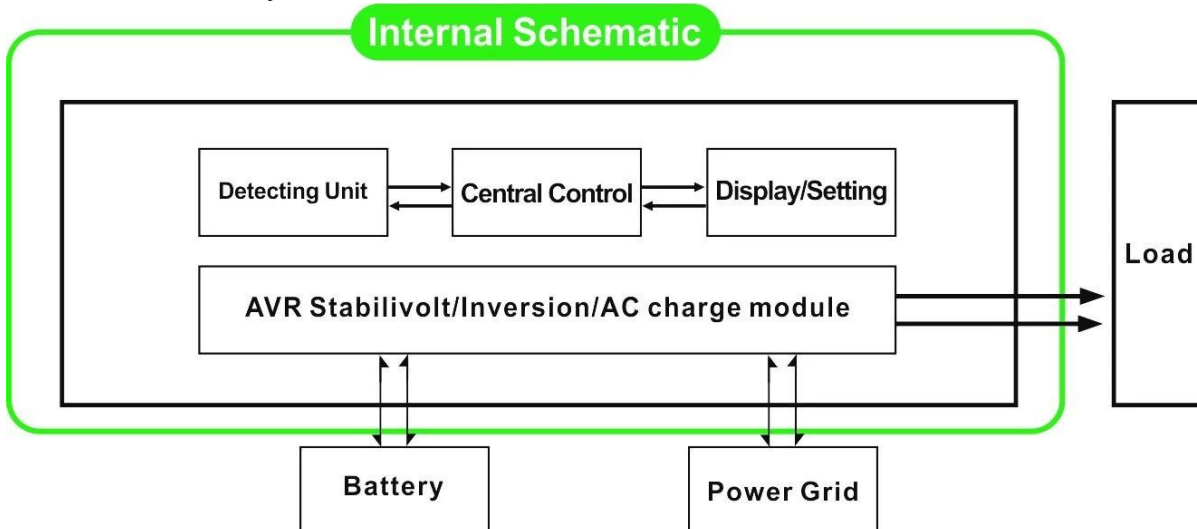 Internal Schematic
Detecting Unit
Central Control
Display/Setting
Load
AVR Stabilivolt/Inversion/AC charge module
Battery
Power Grid